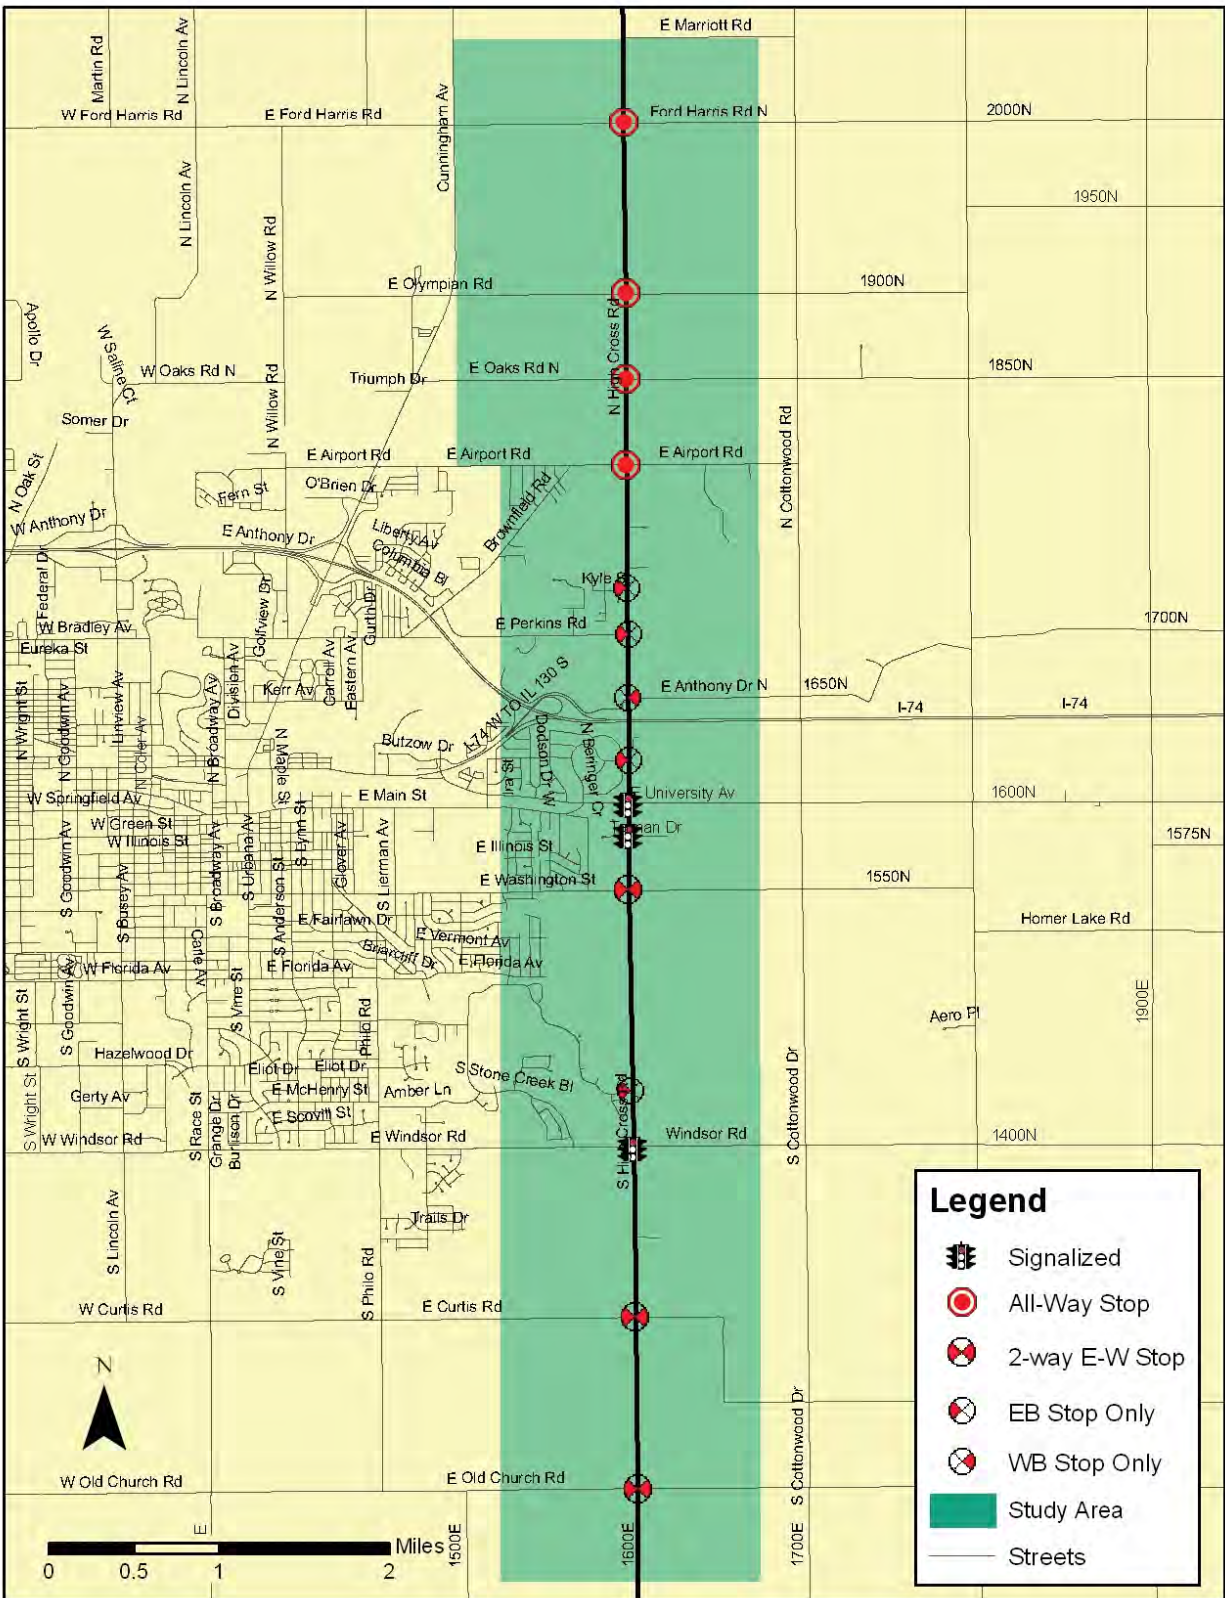 E Marriott Rd
Martin Rd
N Lincoln Av
N Lincoln Av
Cunningham Av
W Ford Harris Rd
E Ford Harris Rd
Ford Harris Rd N
2000N
1950N
N Willow Rd
E Olympian Rd
1900N
Apollo Dr
W Saline Ct
N High Cross Rd
W Oaks Rd N
N Willow Rd
Triumph Dr
E Oaks Rd N
1850N
Somer Dr
N Cottonwood Rd
N Oak St
E Airport Rd
E Airport Rd
E Airport Rd
Fern St
O'Brien Dr
Brownfield Rd
W Anthony Dr
E Anthony Dr
Liberty Av
Columbia Bl
Federal Dr
Golfview Dr
Gurth Dr
Kyle
W Bradley Av
E Perkins Rd
1700N
Eureka St
Division Av
Carroll Av
Eastern Av
Kerr Av
N Wright St
N Goodwin Av
Linview Av
N Coler Av
N Broadway Av
I-74 W TO IL 130 S
E Anthony Dr N
1650N
I-74
I-74
N Maple St
Butzow Dr
Dodson Dr W
N Beringer Cr
Ira St
W Springfield Av
E Main St
E University Av
1600N
W Green St
W Illinois St
E Illinois St
1575N
S Goodwin Av
S Busey Av
S Broadway Av
S Urbana Av
S Anderson St
S Lynn St
Glover Av
S Lierman Av
E Washington St
1550N
E Fairlawn Dr
E Vermont Av
Homer Lake Rd
Briarcliff Dr
W Florida Av
E Florida Av
E Florida Av
S Wright St
S Goodwin Av
S Vine St
Philo Rd
Aero Pl
1900E
Hazelwood Dr
Eliot Dr
Eliot Dr
S Stone Creek Bl
S Cottonwood Dr
Gerty Av
E McHenry St
Amber Ln
S Wright St
S Race St
Grange Dr
Burlison Dr
E Scovill St
W Windsor Rd
E Windsor Rd
Windsor Rd
1400N
S Lincoln Av
S Vine St
Trails Dr
S Philo Rd
W Curtis Rd
E Curtis Rd
N
S Cottonwood Dr
W Old Church Rd
E Old Church Rd
E
1500E
1600E
1700E
Miles
0
0.5
1
2
Legend
Signalized
All-Way Stop
2-way E-W Stop
EB Stop Only
WB Stop Only
Study Area
Streets